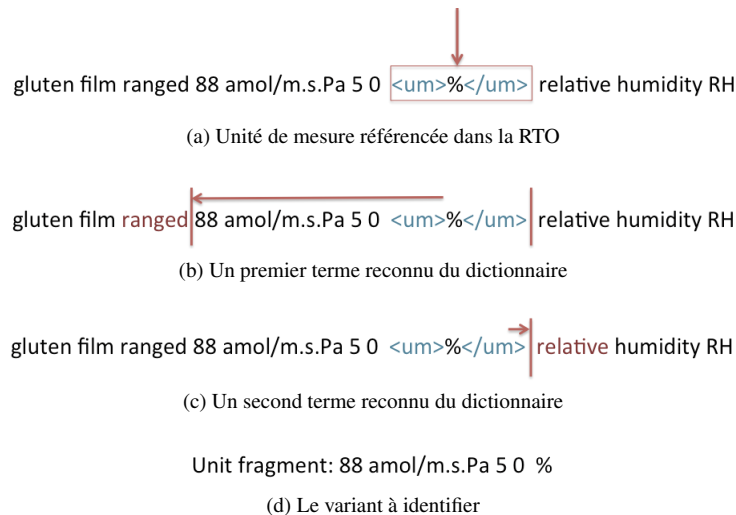 gluten film ranged 88 amol/m.s.Pa 5 0 <um>%</um> relative humidity RH
(a) Unité de mesure référencée dans la RTO
gluten film ranged 88 amol/m.s.Pa 5 0 <um>%</um> relative humidity RH
(b) Un premier terme reconnu du dictionnaire
gluten film ranged 88 amol/m.s.Pa 5 0 <um>%</um> relative humidity RH
(c) Un second terme reconnu du dictionnaire
Unit fragment: 88 amol/m.s.Pa 5 0 %
(d) Le variant à identifier